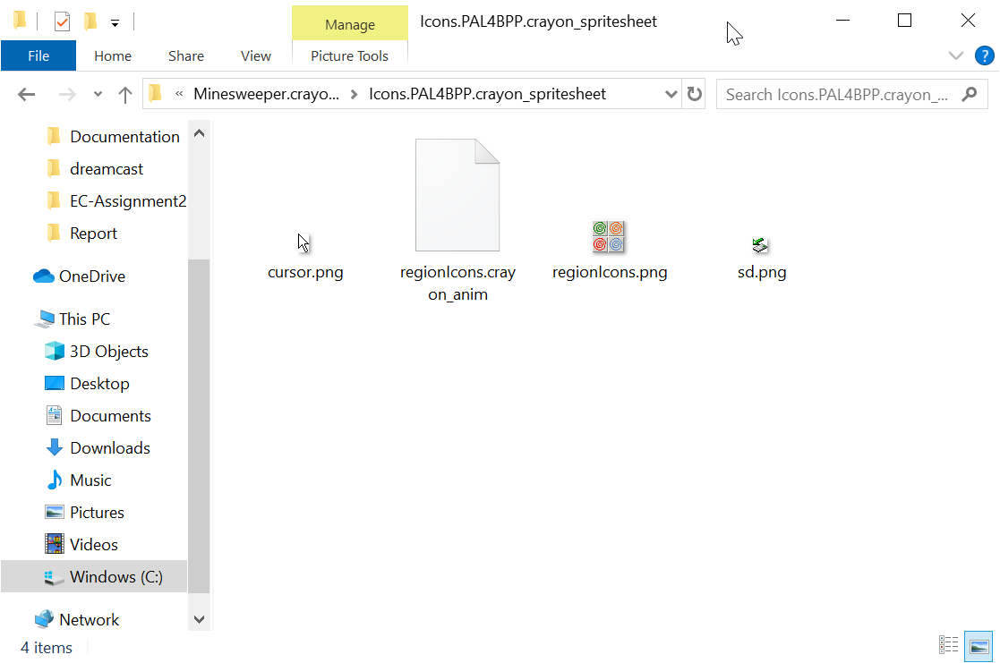 Manage
Icons.PAL4BPP.crayon_spritesheet
File
Home
Share
View
Picture Tools
?
« Minesweeper.crayo... > Icons.PAL4BPP.crayon_spritesheet
Search Icons.PAL4BPP.crayon_...
Documentation
dreamcast
EC-Assignment2
Report
OneDrive
This PC
3D Objects
Desktop
Documents
Downloads
Music
Pictures
Videos
Windows (C:)
Network
cursor.png
regionIcons.cray
on_anim
regionIcons.png
sd.png
4 items